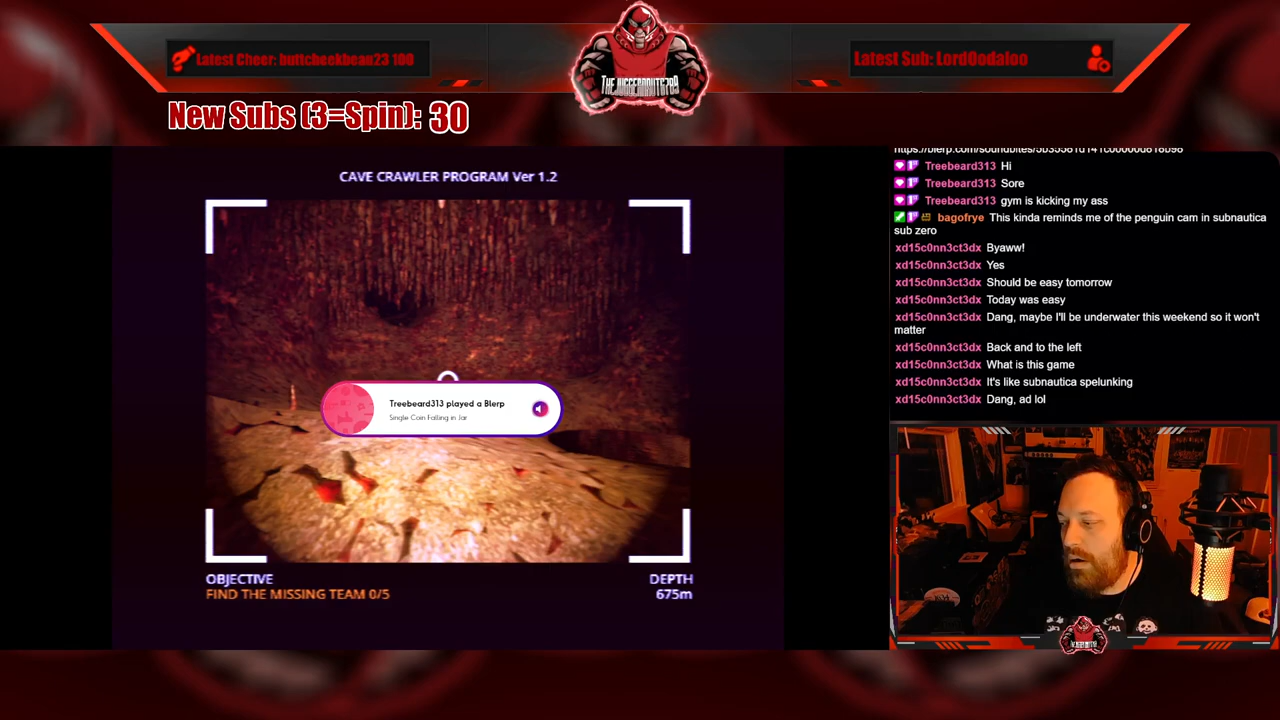 Latest Cheer: buttcheekbeau23 100
THEJUGGERNAUT6789
Latest Sub: LordOodaloo
New Subs (3=Spin): 30
CAVE CRAWLER PROGRAM Ver 1.2
Treebeard313 played a Blerp
Single Coin Falling in Jar
OBJECTIVE
FIND THE MISSING TEAM 0/5
DEPTH
675m
Treebeard313 Hi
Treebeard313 Sore
Treebeard313 gym is kicking my ass
bagofrye This kinda reminds me of the penguin cam in subnautica
sub zero
xd15c0nn3ct3dx Byaww!
xd15c0nn3ct3dx Yes
xd15c0nn3ct3dx Should be easy tomorrow
xd15c0nn3ct3dx Today was easy
xd15c0nn3ct3dx Dang, maybe I'll be underwater this weekend so it won't
matter
xd15c0nn3ct3dx Back and to the left
xd15c0nn3ct3dx What is this game
xd15c0nn3ct3dx It's like subnautica spelunking
xd15c0nn3ct3dx Dang, ad lol